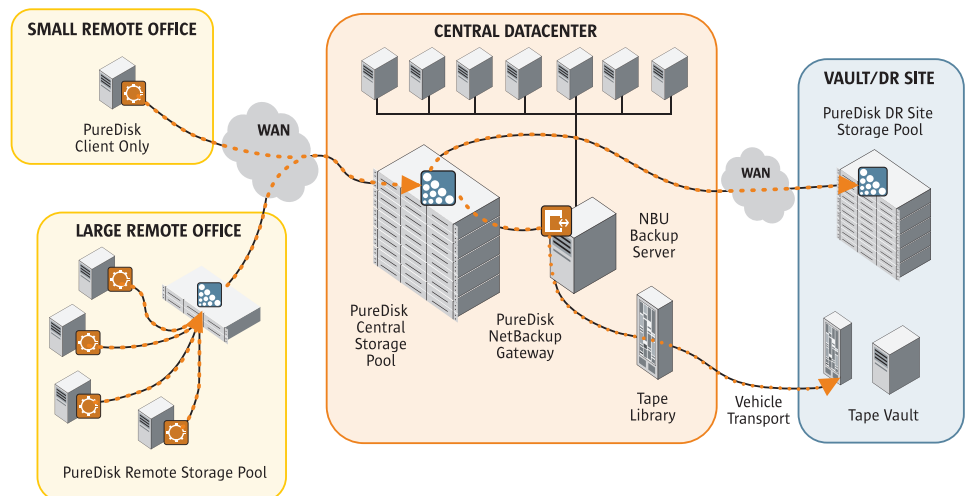 SMALL REMOTE OFFICE
PureDisk
Client Only
WAN
LARGE REMOTE OFFICE
PureDisk Remote Storage Pool
CENTRAL DATACENTER
PureDisk
Central
Storage
Pool
PureDisk
NetBackup
Gateway
NBU
Backup
Server
Tape
Library
WAN
Vehicle
Transport
VAULT/DR SITE
PureDisk DR Site
Storage Pool
Tape Vault